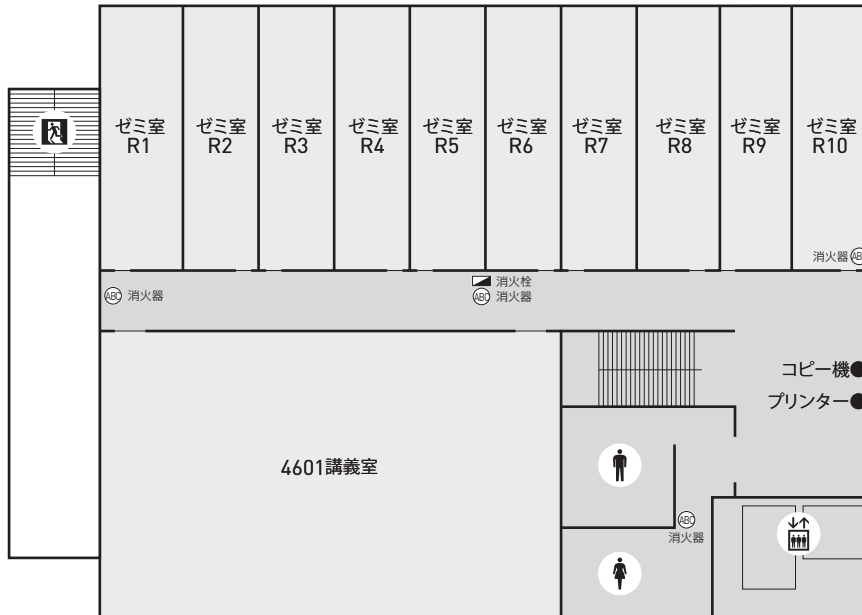 ゼミ室
R1
ゼミ室
R2
ゼミ室
R3
ゼミ室
R4
ゼミ室
R5
ゼミ室
R6
ゼミ室
R7
ゼミ室
R8
ゼミ室
R9
ゼミ室
R10
消火器
ABC 消火器
消火栓
ABC 消火器
コピー機
プリンター
4601講義室
ABC
消火器